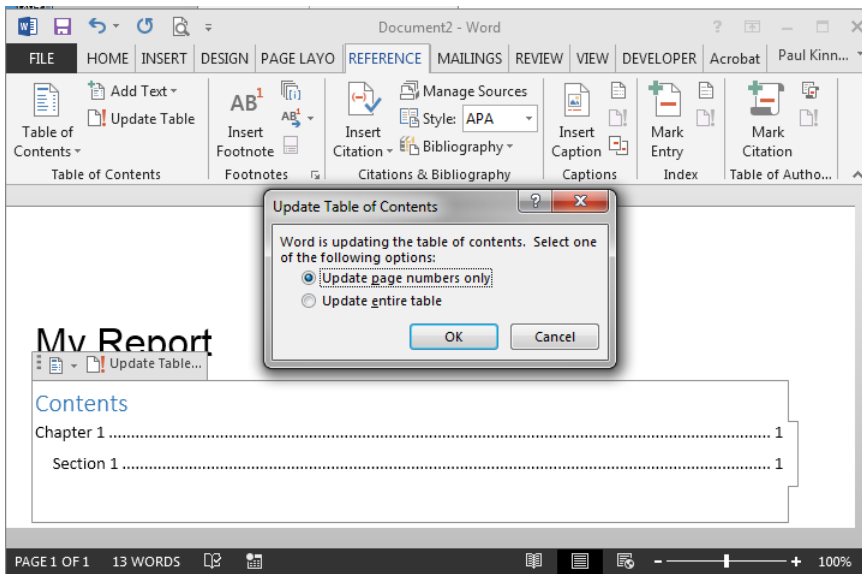 Document2 - Word
FILE HOME INSERT DESIGN PAGE LAYO REFERENCE MAILINGS REVIEW VIEW DEVELOPER Acrobat Paul Kinn...
Table of Contents
Add Text
Update Table
Table of Contents
AB1
Insert Footnote
AB1
Footnotes
Insert Citation
Manage Sources
Style: APA
Bibliography
Citations & Bibliography
Insert Caption
Captions
Mark Entry
Index
Mark Citation
Table of Autho...
Update Table of Contents
Word is updating the table of contents. Select one
of the following options:
Update page numbers only
Update entire table
OK Cancel
My Report
Update Table...
Contents
Chapter 1 ........................................................ 1
Section 1 ........................................................ 1
PAGE 1 OF 1 13 WORDS 100%